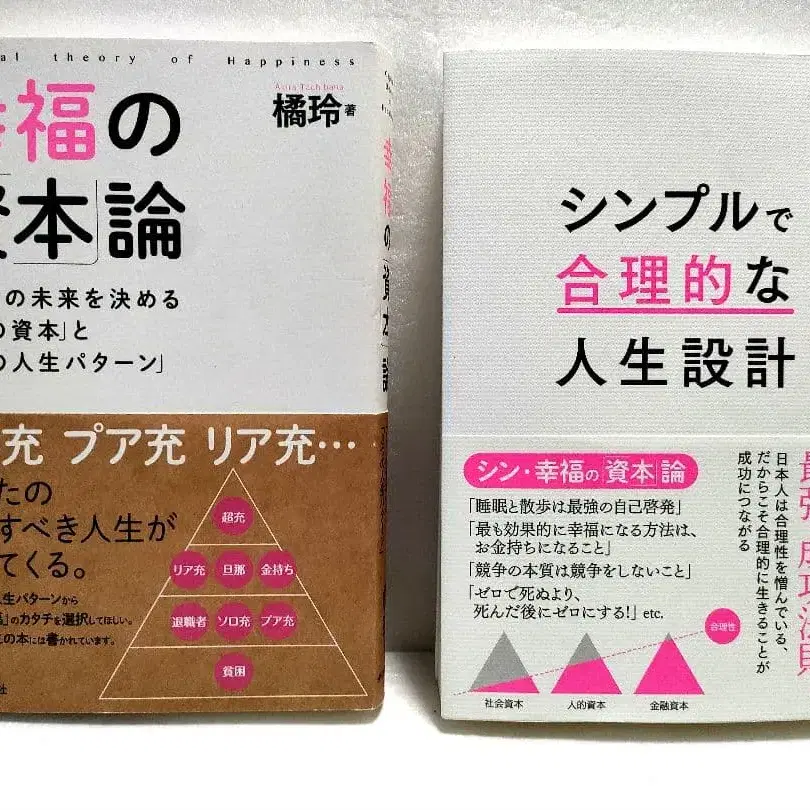 al theory of Happiness
Akira Tachibana
橘玲 著
幸福の
資本論
の未来を決める
の資本」と
の人生パターン」
充 プア充 リア充…
たの
すべき人生が
てくる。
人生パターンから
のカタチを選択してほしい。
の本には書かれています。
超充
リア充 旦那 金持ち
退職者 ソロ充 プア充
貧困
社
幸福の「資本」論
シンプルで
合理的な
人生設計
シン・幸福の「資本」論
「睡眠と散歩は最強の自己啓発」
「最も効果的に幸福になる方法は、
お金持ちになること」
「競争の本質は競争をしないこと」
「ゼロで死ぬより、
死んだ後にゼロにする!」etc.
合理性
社会資本 人的資本 金融資本
最強の成功法則
日本人は合理性を憎んでいる、
だからこそ合理的に生きることが
成功につながる